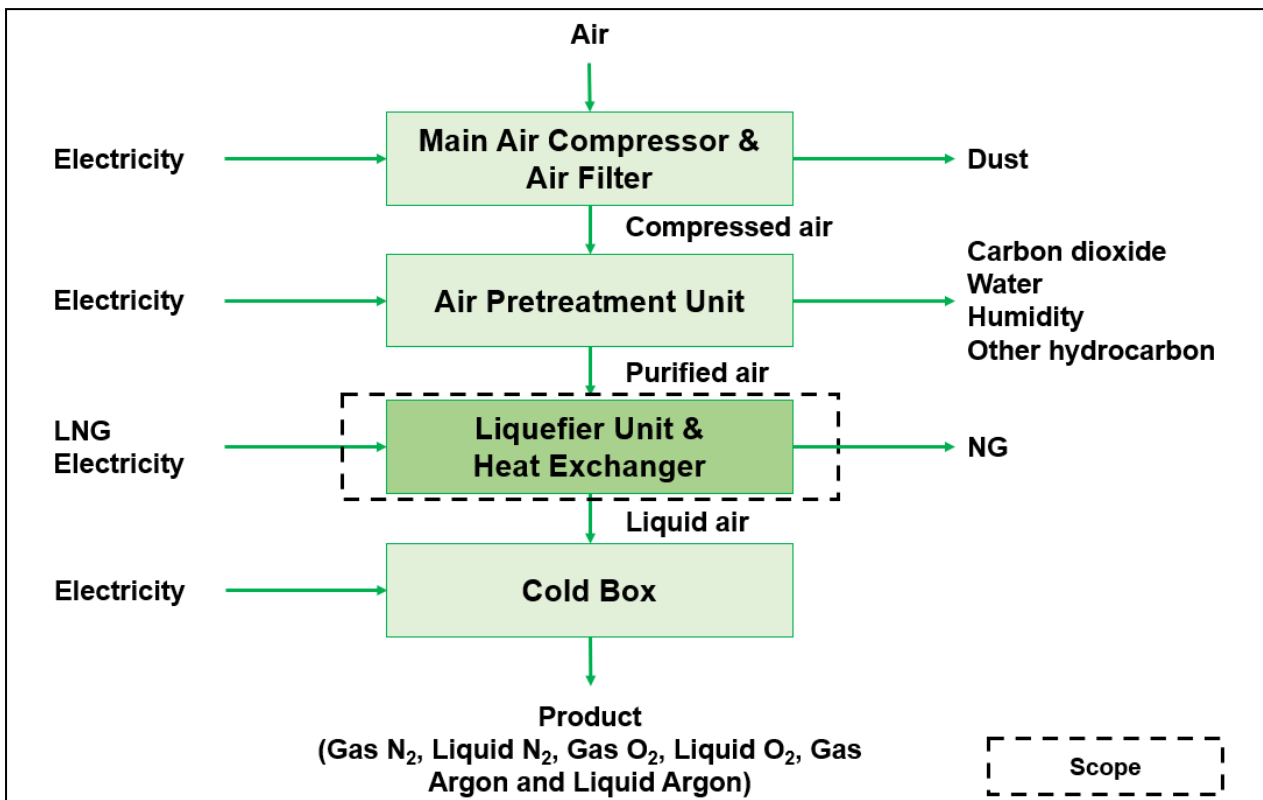 Air
Electricity
Main Air Compressor &
Air Filter
Dust
Compressed air
Electricity
Air Pretreatment Unit
Carbon dioxide
Water
Humidity
Other hydrocarbon
Purified air
LNG
Electricity
Liquefier Unit &
Heat Exchanger
NG
Liquid air
Electricity
Cold Box
Product
(Gas N₂, Liquid N₂, Gas O₂, Liquid O₂, Gas
Argon and Liquid Argon)
Scope